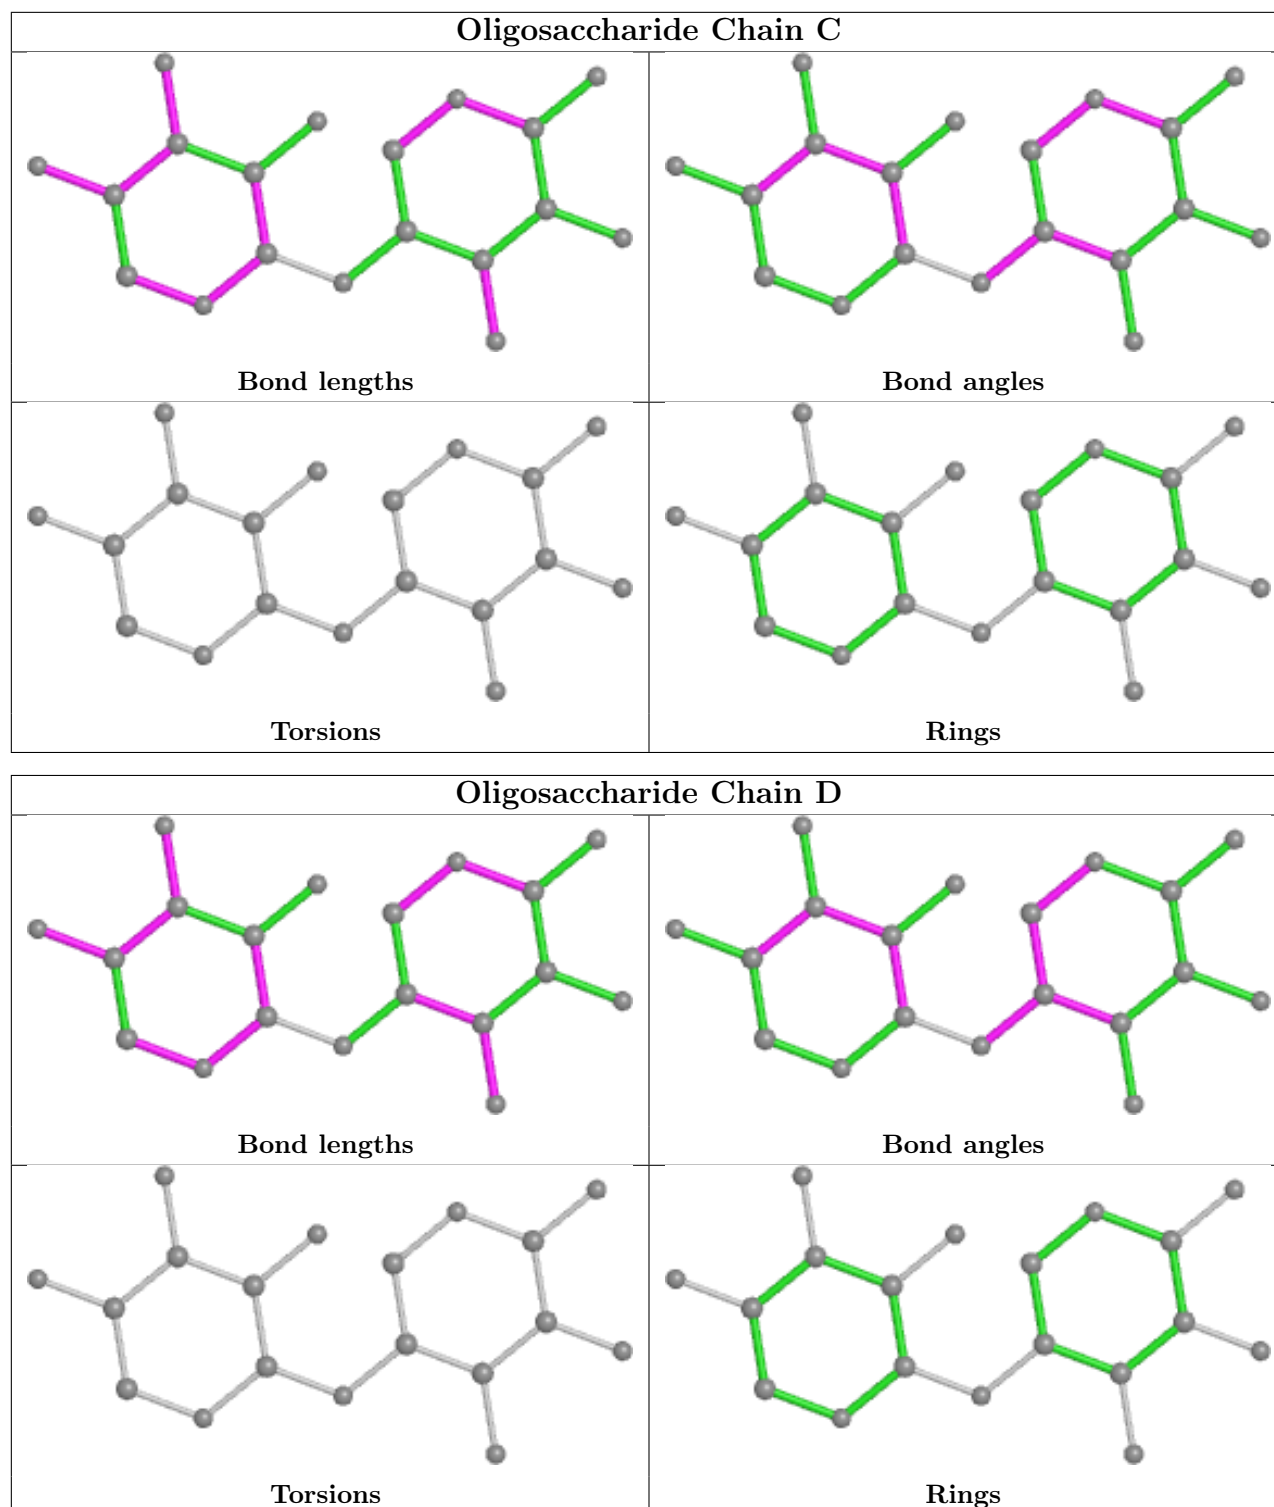 Oligosaccharide Chain C
Bond lengths
Bond angles
Torsions
Rings
Oligosaccharide Chain D
Bond lengths
Bond angles
Torsions
Rings